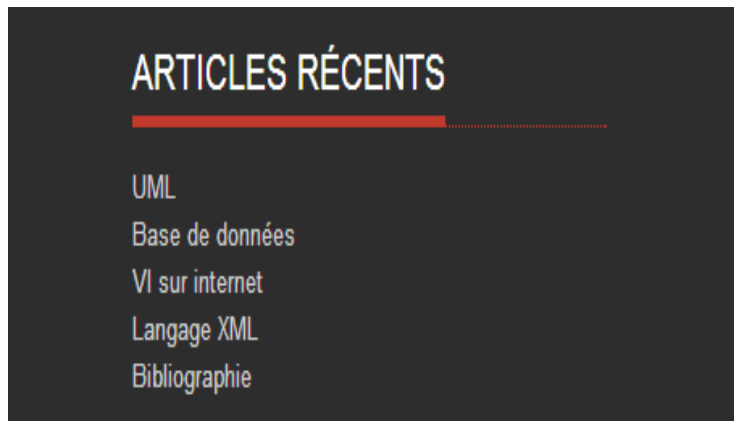 ARTICLES RÉCENTS
UML
Base de données
VI sur internet
Langage XML
Bibliographie